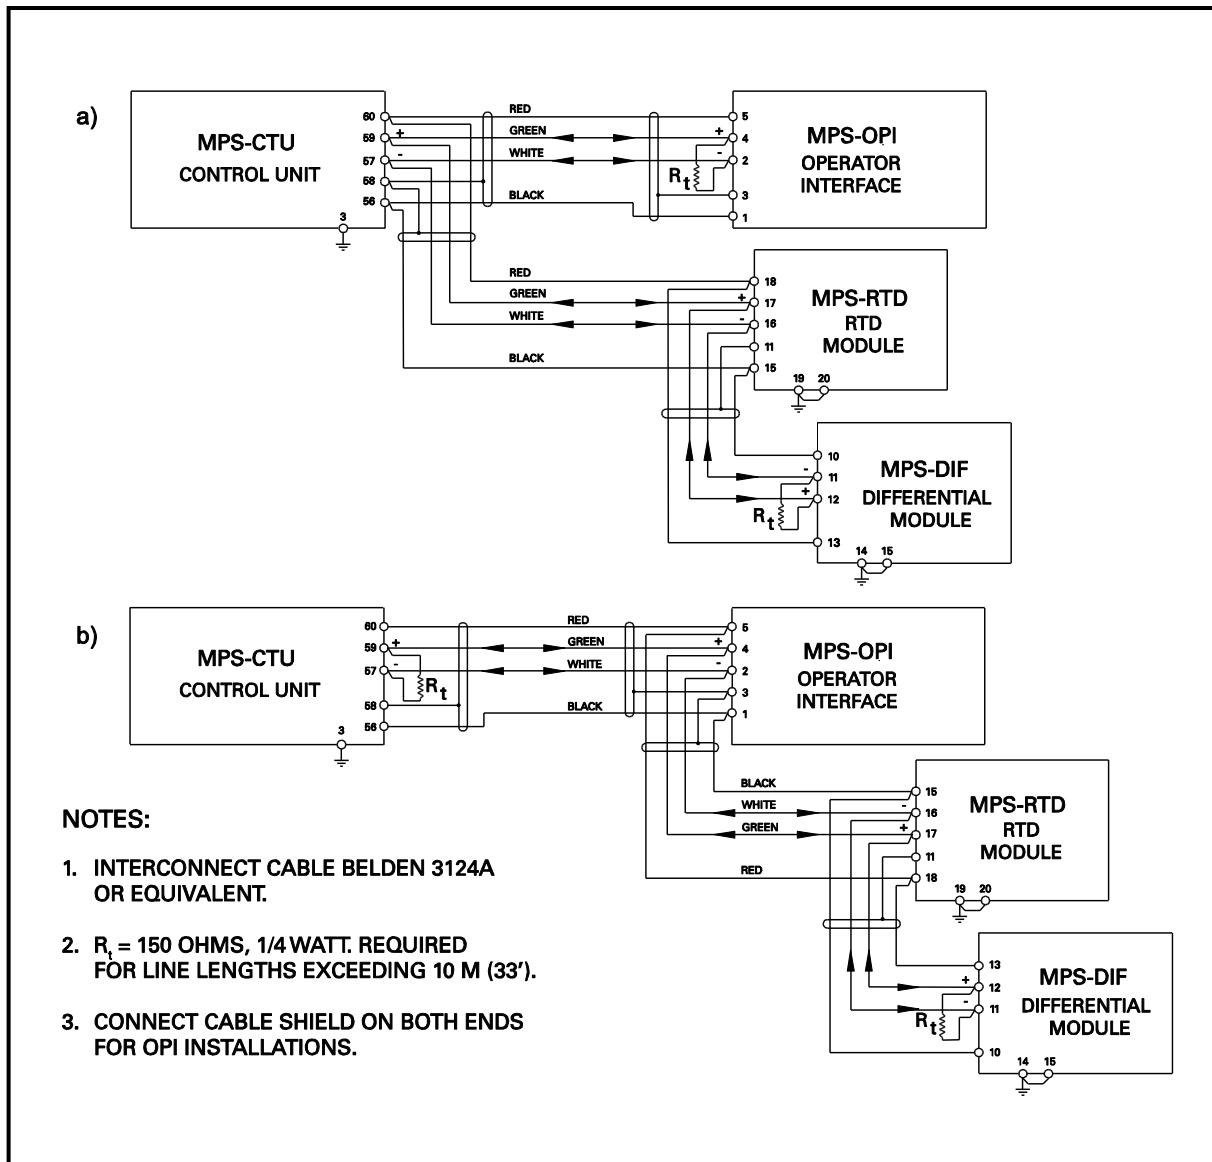 a)
MPS-CTU
CONTROL UNIT
60
59
57
58
56
3
+
-
RED
GREEN
WHITE
BLACK
+
-
Rt
5
4
2
3
1
MPS-OPI
OPERATOR
INTERFACE
RED
GREEN
WHITE
BLACK
+
-
18
17
16
11
15
MPS-RTD
RTD
MODULE
19 20
-
+
Rt
10
11
12
13
MPS-DIF
DIFFERENTIAL
MODULE
14 15
b)
MPS-CTU
CONTROL UNIT
60
59
57
58
56
3
+
-
Rt
RED
GREEN
WHITE
BLACK
+
-
5
4
2
3
1
MPS-OPI
OPERATOR
INTERFACE
BLACK
WHITE
GREEN
RED
-
+
15
16
17
11
18
MPS-RTD
RTD
MODULE
19 20
+
-
Rt
13
12
11
10
MPS-DIF
DIFFERENTIAL
MODULE
14 15
NOTES:
1. INTERCONNECT CABLE BELDEN 3124A
OR EQUIVALENT.
2. Rt = 150 OHMS, 1/4 WATT. REQUIRED
FOR LINE LENGTHS EXCEEDING 10 M (33').
3. CONNECT CABLE SHIELD ON BOTH ENDS
FOR OPI INSTALLATIONS.